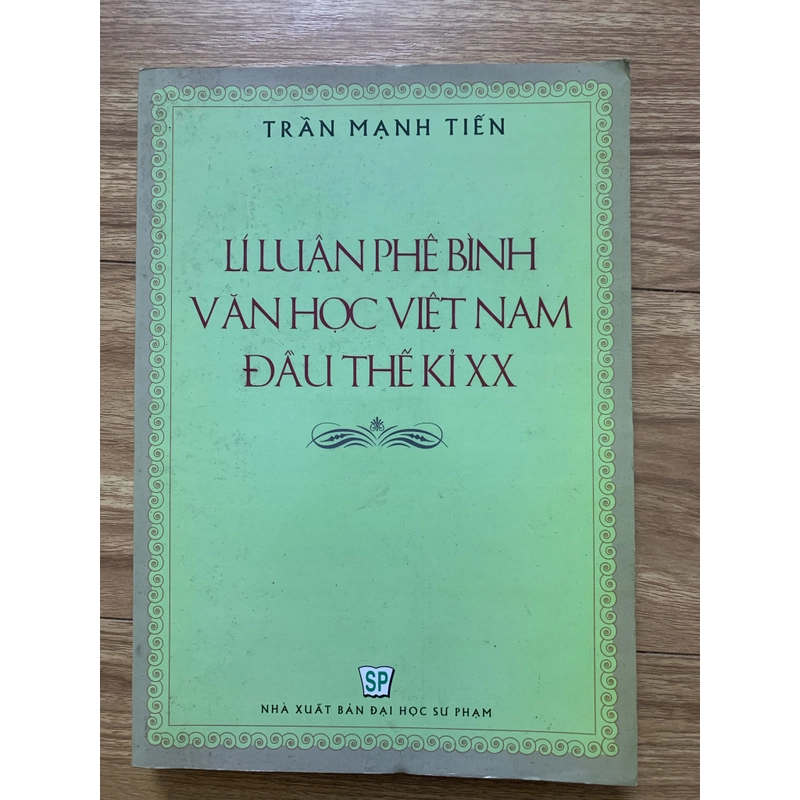 TRẦN MẠNH TIẾN
LÍ LUẬN PHÊ BÌNH
VĂN HỌC VIỆT NAM
ĐẦU THẾ KỈ XX
SP
NHÀ XUẤT BẢN ĐẠI HỌC SƯ PHẠM